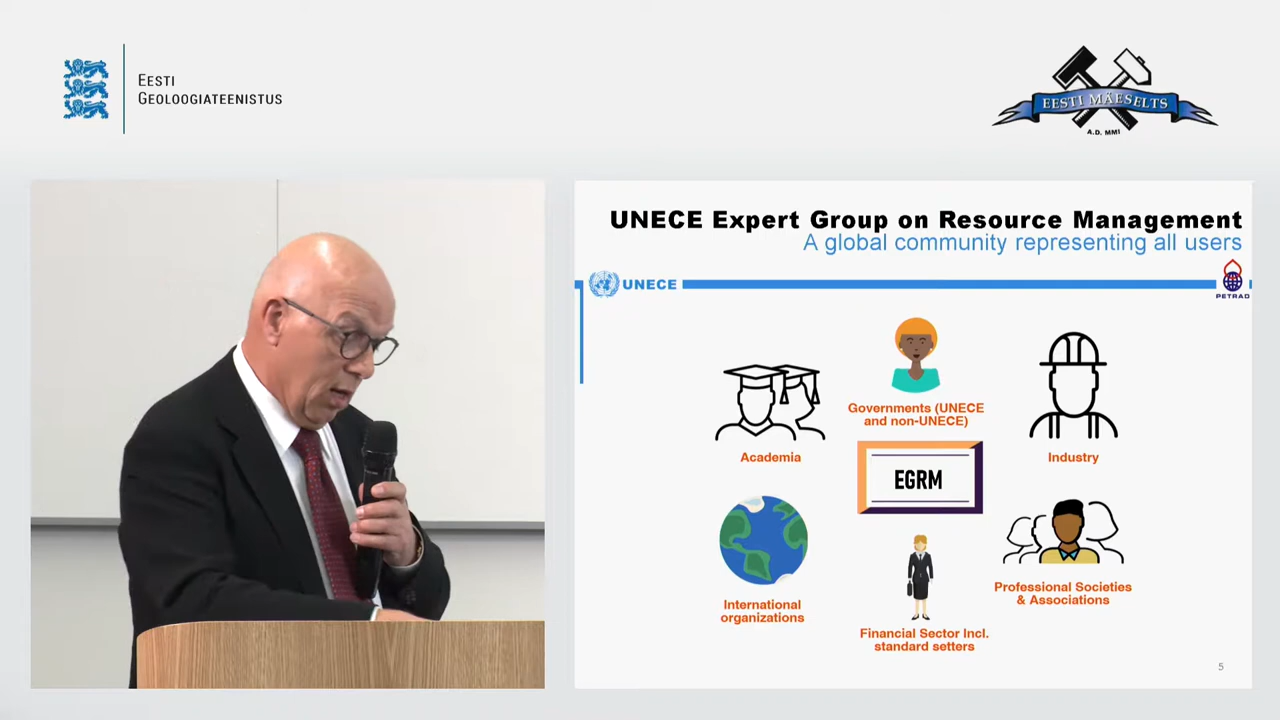 EESTI
GEOLOOGIATEENISTUS
EESTI MÄESELTS
A.D. MMI
UNECE Expert Group on Resource Management
A global community representing all users
UNECE
PETRAD
Governments (UNECE
and non-UNECE)
Academia
Industry
EGRM
International
organizations
Professional Societies
& Associations
Financial Sector Incl.
standard setters
5